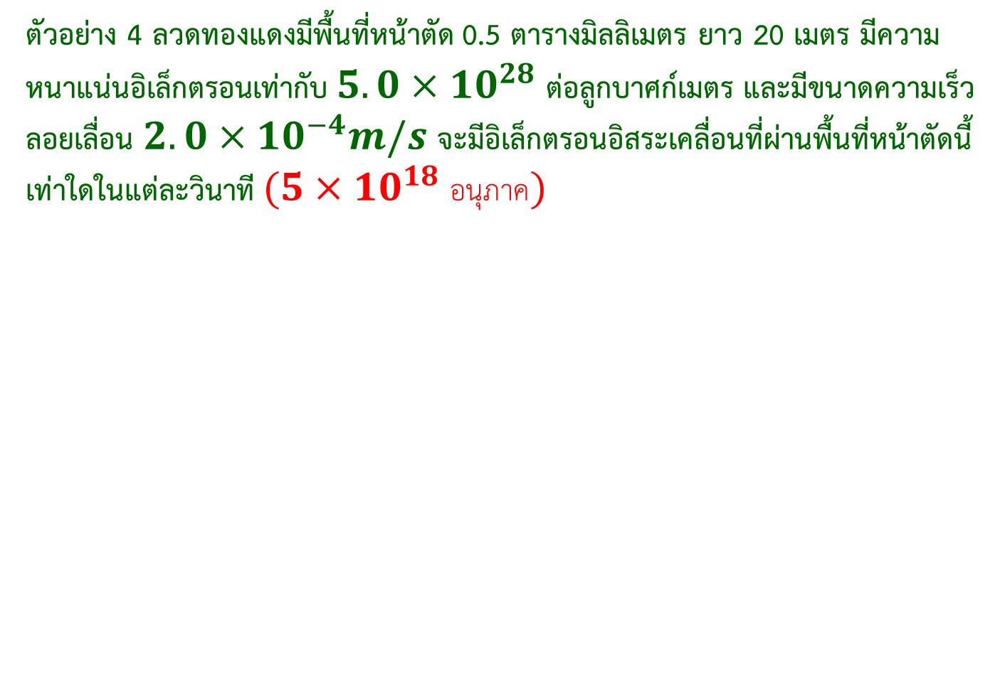 ตัวอย่าง 4 ลวดทองแดงมีพื้นที่หน้าตัด 0.5 ตารางมิลลิเมตร ยาว 20 เมตร มีความ
หนาแน่นอิเล็กตรอนเท่ากับ 5.0 × 10²⁸ ต่อลูกบาศก์เมตร และมีขนาดความเร็ว
ลอยเลื่อน 2.0 × 10⁻⁴m/s จะมีอิเล็กตรอนอิสระเคลื่อนที่ผ่านพื้นที่หน้าตัดนี้
เท่าใดในแต่ละวินาที (5 × 10¹⁸ อนุภาค)